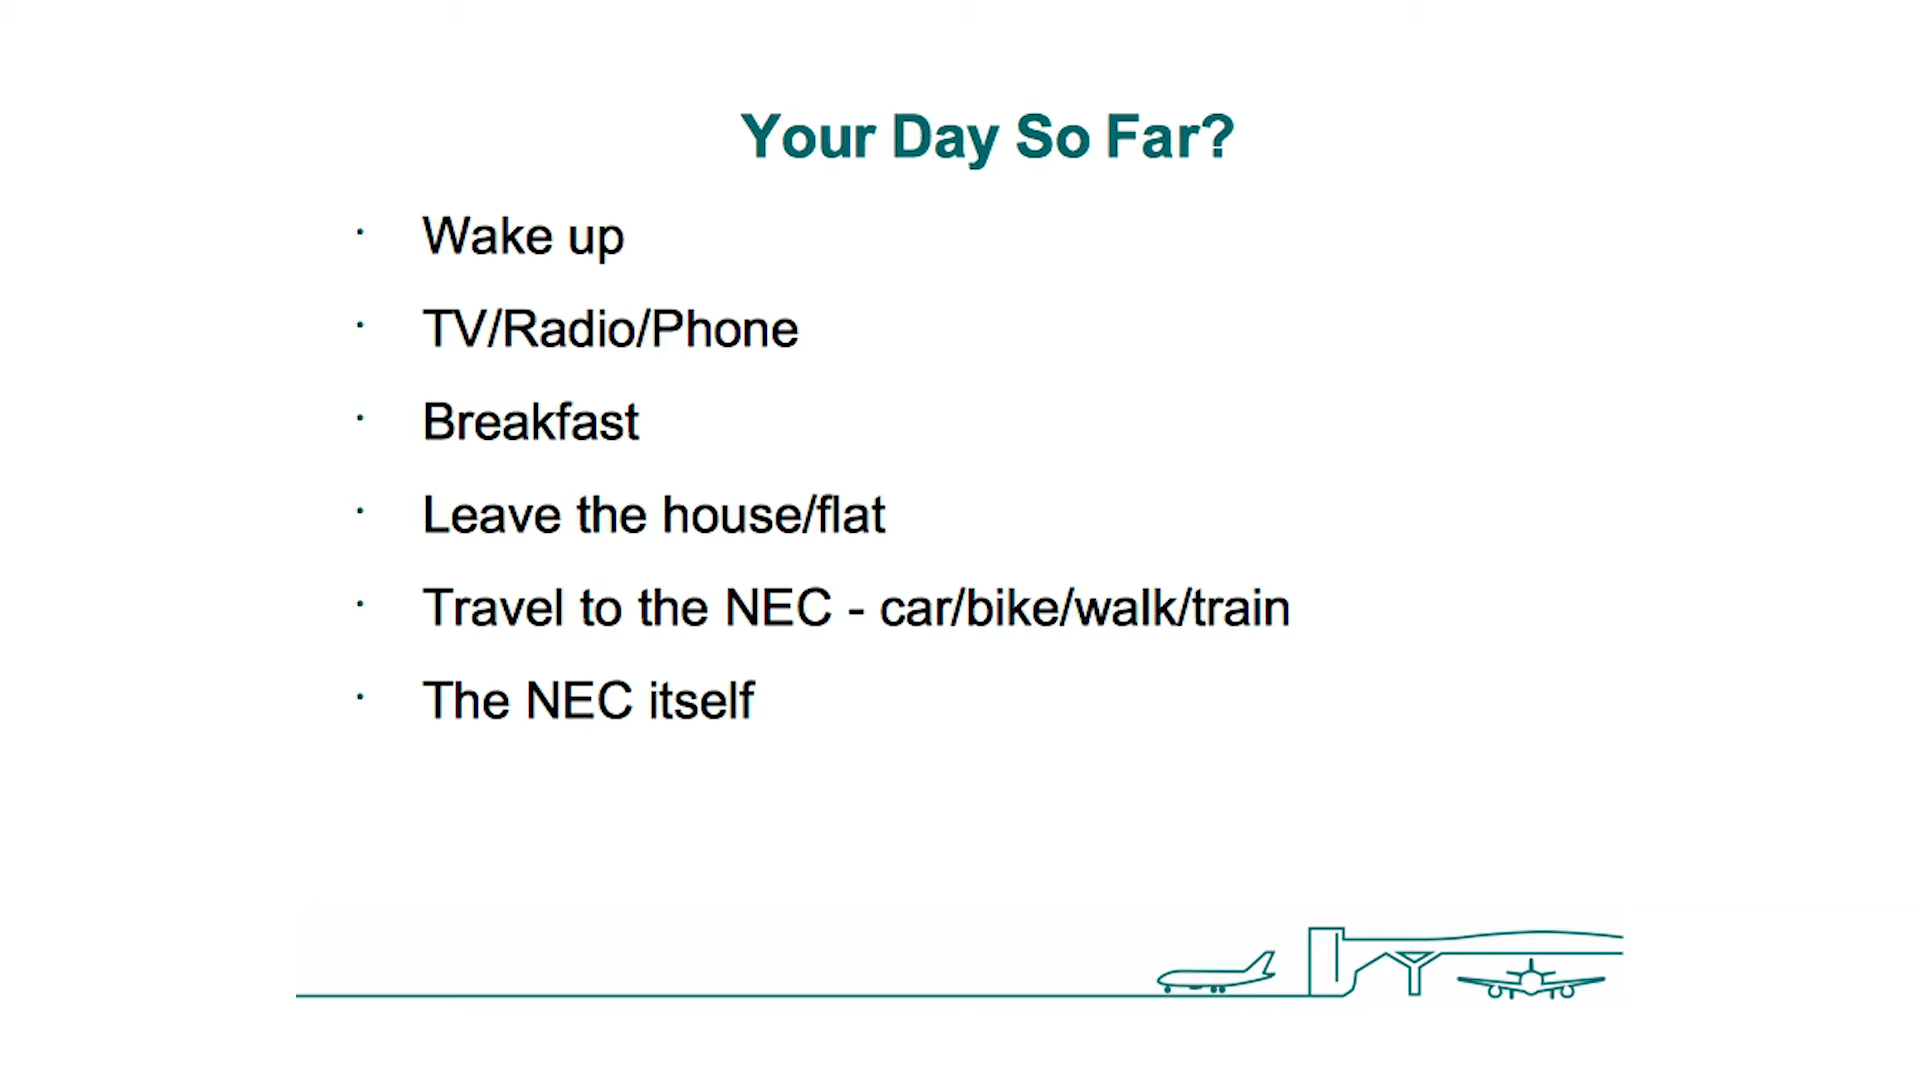 Your Day So Far?
· Wake up
· TV/Radio/Phone
· Breakfast
· Leave the house/flat
· Travel to the NEC - car/bike/walk/train
· The NEC itself